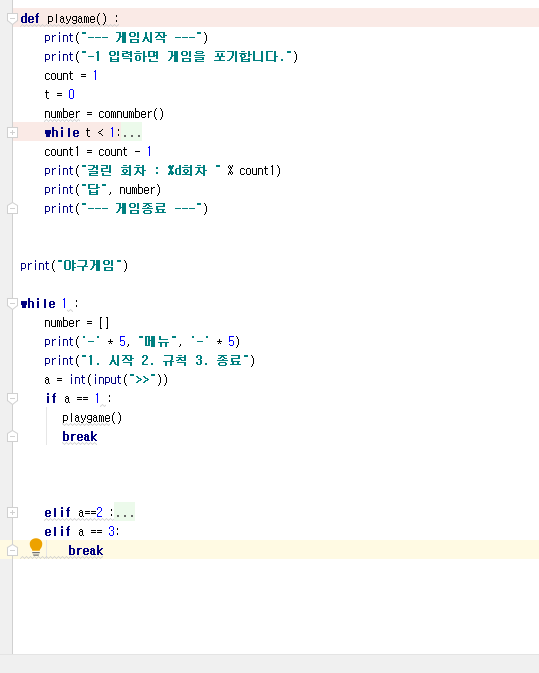 def playgame() :
print("--- 게임시작 ---")
print("-1 입력하면 게임을 포기합니다.")
count = 1
t = 0
number = comnumber()
while t < 1:...
count1 = count - 1
print("걸린 회차 : %d회차 " % count1)
print("답", number)
print("--- 게임종료 ---")
print("야구게임")
while 1 :
number = []
print('-' * 5, "메뉴", '-' * 5)
print("1. 시작 2. 규칙 3. 종료")
a = int(input(">>"))
if a == 1 :
playgame()
break
elif a==2 :...
elif a == 3:
break